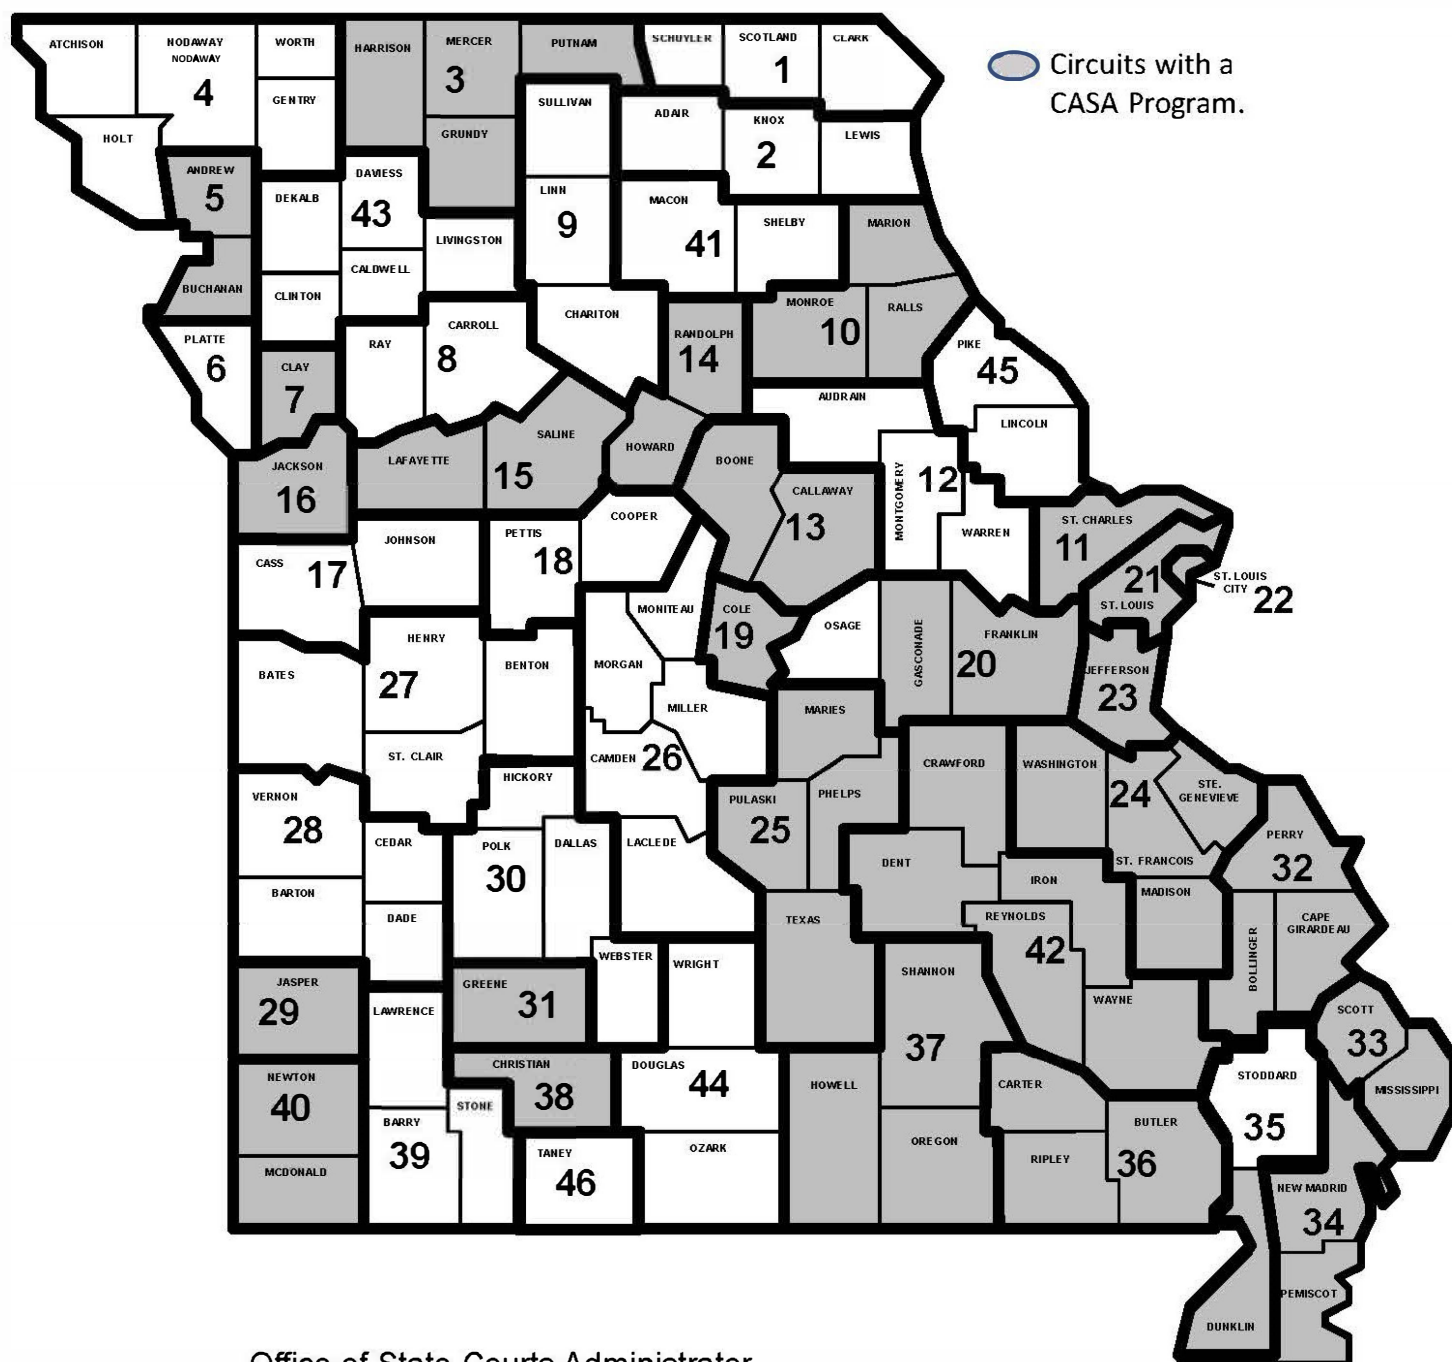 ATCHISON
NODAWAY
NODAWAY
4
WORTH
GENTRY
HARRISON
MERCER
3
PUTNAM
SCHUYLER
SCOTLAND
1
CLARK
Circuits with a
CASA Program.
HOLT
GRUNDY
SULLIVAN
ADAIR
KNOX
2
LEWIS
ANDREW
5
DEKALB
DAVIESS
43
LIVINGSTON
LINN
9
MACON
41
SHELBY
MARION
BUCHANAN
CLINTON
CALDWELL
CHARITON
RANDOLPH
14
MONROE
10
RALLS
PLATTE
6
CLAY
7
RAY
CARROLL
8
PIKE
45
AUDRAIN
LINCOLN
JACKSON
16
LAFAYETTE
SALINE
15
HOWARD
BOONE
CALLAWAY
13
MONTGOMERY
12
WARREN
ST. CHARLES
11
21
ST. LOUIS
ST. LOUIS
CITY
22
CASS
17
JOHNSON
PETTIS
18
COOPER
MONITEAU
COLE
19
OSAGE
GASCONADE
FRANKLIN
20
JEFFERSON
23
BATES
HENRY
27
BENTON
MORGAN
MILLER
CAMDEN
26
MARIES
ST. CLAIR
HICKORY
PULASKI
25
PHELPS
CRAWFORD
WASHINGTON
24
STE.
GENEVIEVE
ST. FRANCOIS
PERRY
32
VERNON
28
CEDAR
POLK
30
DALLAS
LACLEDE
DENT
IRON
MADISON
BARTON
DADE
TEXAS
REYNOLDS
42
BOLLINGER
CAPE
GIRARDEAU
JASPER
29
LAWRENCE
GREENE
31
WEBSTER
WRIGHT
SHANNON
37
WAYNE
SCOTT
33
MISSISSIPPI
NEWTON
40
CHRISTIAN
38
STONE
DOUGLAS
44
HOWELL
CARTER
STODDARD
35
MCDONALD
BARRY
39
TANEY
46
OZARK
OREGON
RIPLEY
BUTLER
36
NEW MADRID
34
PEMISCOT
DUNKLIN
Office of State Courts Administrator